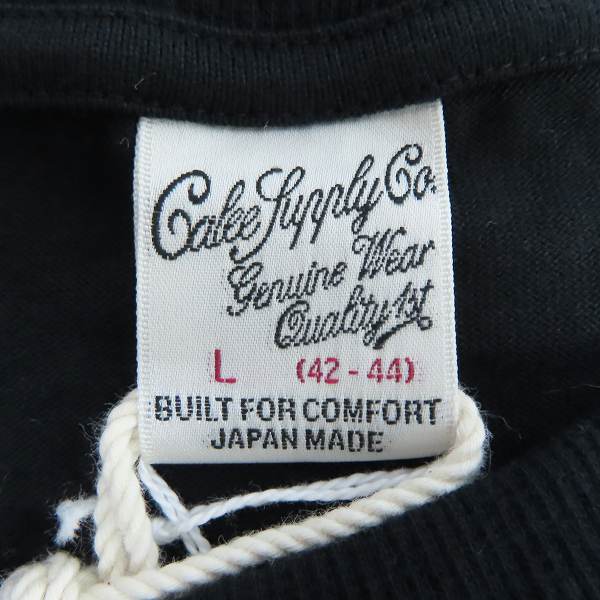 Calee Supply Co.
Genuine Wear
Quality 1st
L (42 - 44)
BUILT FOR COMFORT
JAPAN MADE